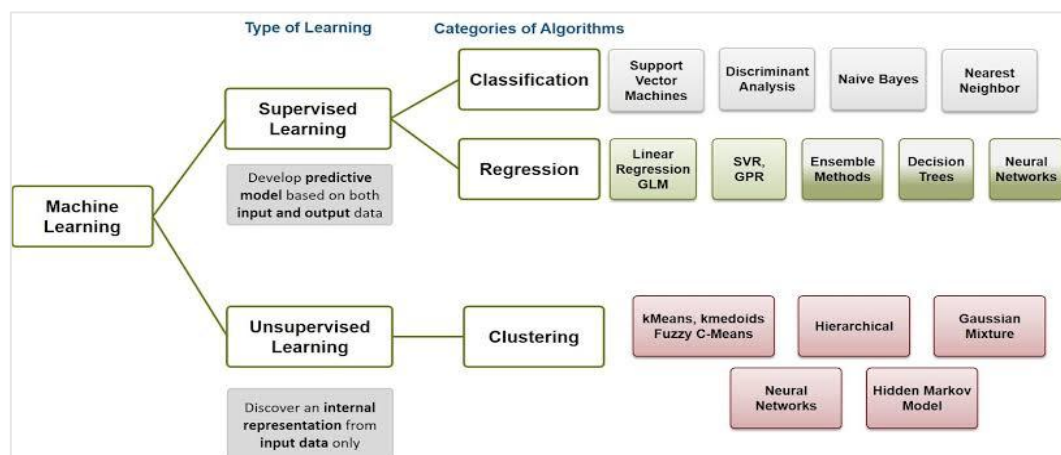 Type of Learning
Categories of Algorithms
Machine
Learning
Supervised
Learning
Develop predictive
model based on both
input and output data
Classification
Support
Vector
Machines
Discriminant
Analysis
Naive Bayes
Nearest
Neighbor
Regression
Linear
Regression
GLM
SVR,
GPR
Ensemble
Methods
Decision
Trees
Neural
Networks
Unsupervised
Learning
Discover an internal
representation from
input data only
Clustering
kMeans, kmedoids
Fuzzy C-Means
Hierarchical
Gaussian
Mixture
Neural
Networks
Hidden Markov
Model